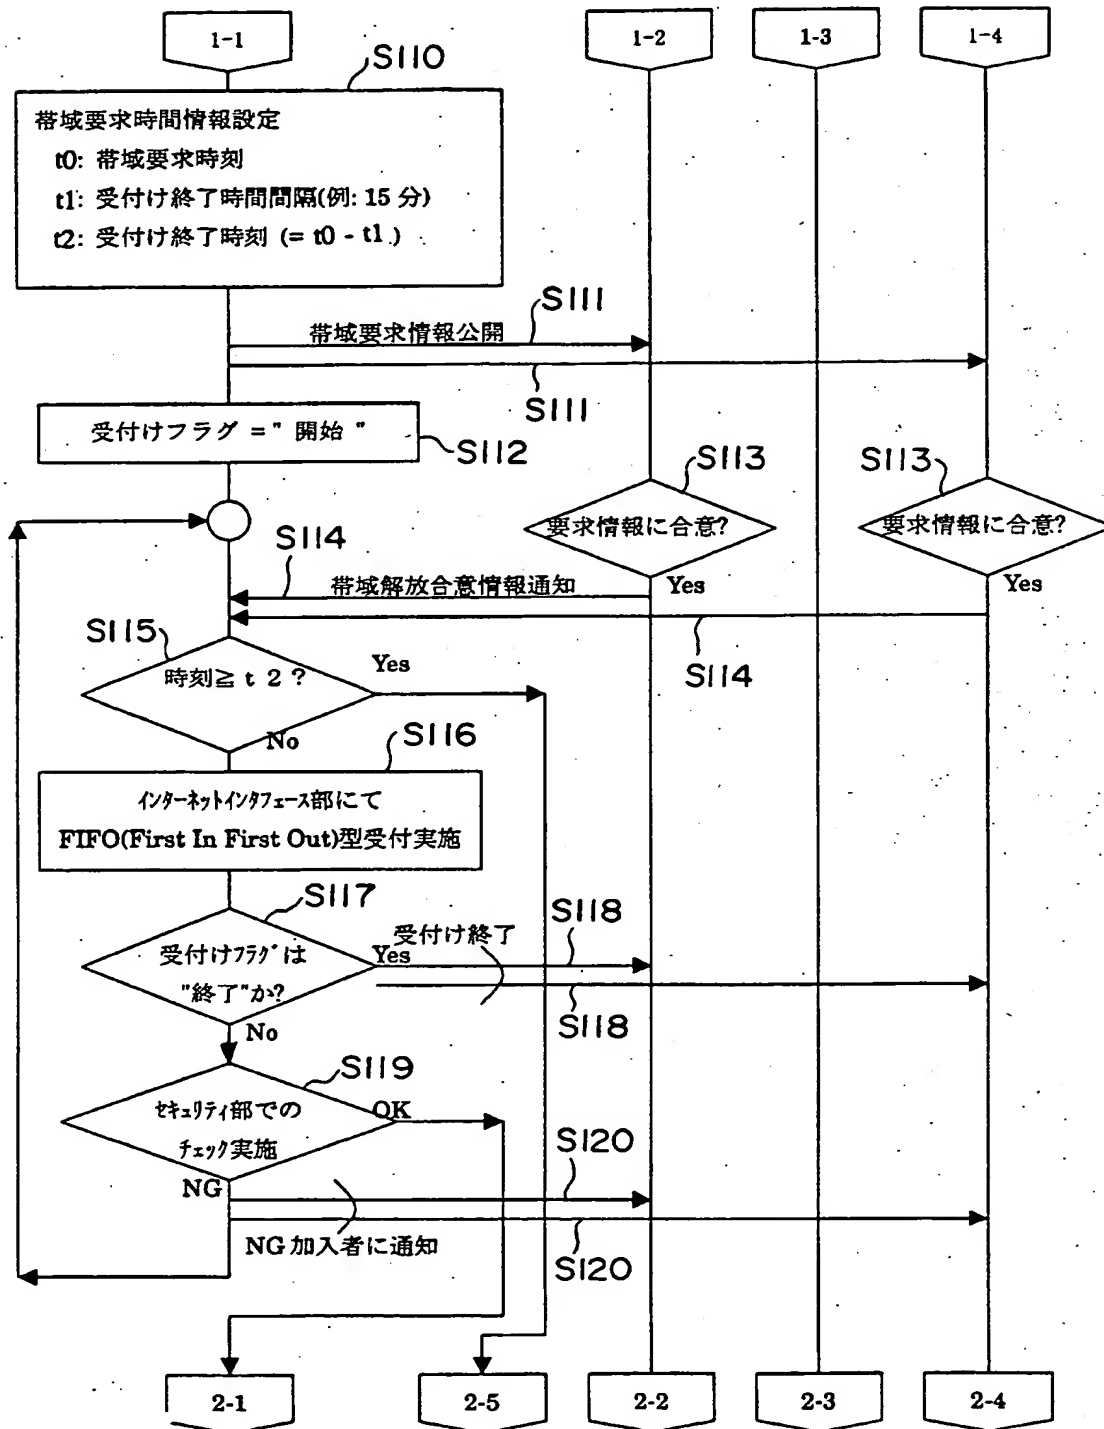 1-1
1-2
1-3
1-4
S110
帯域要求時間情報設定
t0: 帯域要求時刻
t1: 受付け終了時間間隔(例: 15 分)
t2: 受付け終了時刻 (= t0 - t1 )
S111
帯域要求情報公開
S111
受付けフラグ =" 開始 "
S112
S113
S113
要求情報に合意?
要求情報に合意?
S114
帯域解放合意情報通知
Yes
Yes
S114
S115
時刻≧ t 2 ?
Yes
No
S116
インターネットインタフェース部にて
FIFO(First In First Out)型受付実施
S117
S118
受付け終了
受付けフラグは
Yes
"終了"か?
S118
No
S119
セキュリティ部での
OK
チェック実施
S120
NG
NG 加入者に通知
S120
2-1
2-5
2-2
2-3
2-4